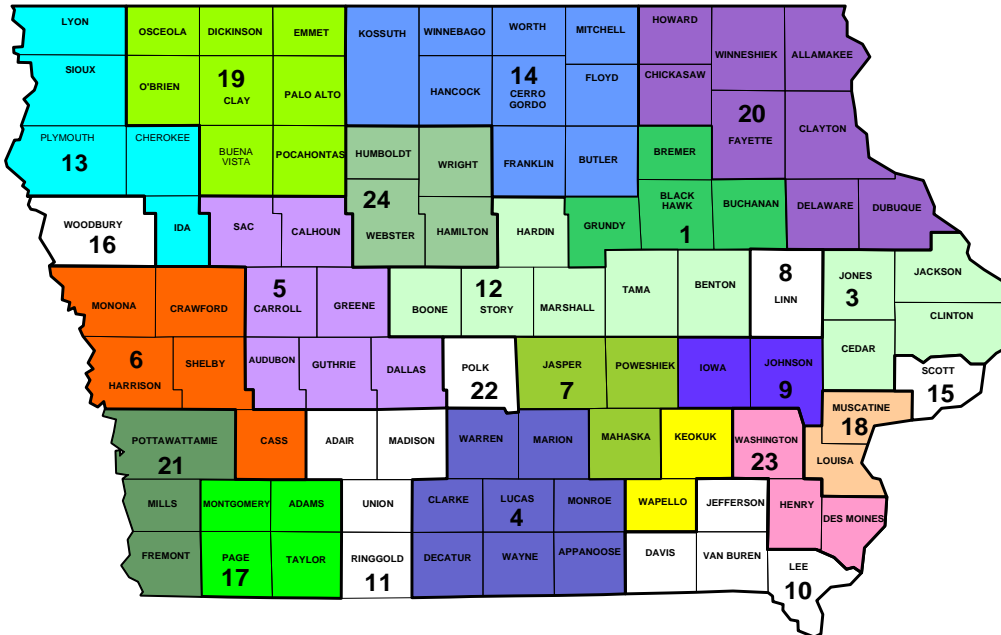 LYON
OSCEOLA
DICKINSON
EMMET
KOSSUTH
WINNEBAGO
WORTH
MITCHELL
HOWARD
WINNESHIEK
ALLAMAKEE
SIOUX
O'BRIEN
19
CLAY
PALO ALTO
HANCOCK
14
CERRO
GORDO
FLOYD
CHICKASAW
20
FAYETTE
CLAYTON
PLYMOUTH
13
CHEROKEE
BUENA
VISTA
POCAHONTAS
HUMBOLDT
WRIGHT
FRANKLIN
BUTLER
BREMER
24
WEBSTER
HAMILTON
HARDIN
GRUNDY
BLACK
HAWK
1
BUCHANAN
DELAWARE
DUBUQUE
WOODBURY
16
IDA
SAC
CALHOUN
MONONA
CRAWFORD
5
CARROLL
GREENE
BOONE
12
STORY
MARSHALL
TAMA
BENTON
8
LINN
JONES
3
JACKSON
CLINTON
6
HARRISON
SHELBY
AUDUBON
GUTHRIE
DALLAS
POLK
22
JASPER
7
POWESHIEK
IOWA
JOHNSON
9
CEDAR
SCOTT
15
POTTAWATTAMIE
21
CASS
ADAIR
MADISON
WARREN
MARION
MAHASKA
KEOKUK
WASHINGTON
23
MUSCATINE
18
LOUISA
MILLS
MONTGOMERY
ADAMS
UNION
CLARKE
LUCAS
4
MONROE
WAPELLO
JEFFERSON
HENRY
DES MOINES
FREMONT
PAGE
17
TAYLOR
RINGGOLD
11
DECATUR
WAYNE
APPANOOSE
DAVIS
VAN BUREN
LEE
10